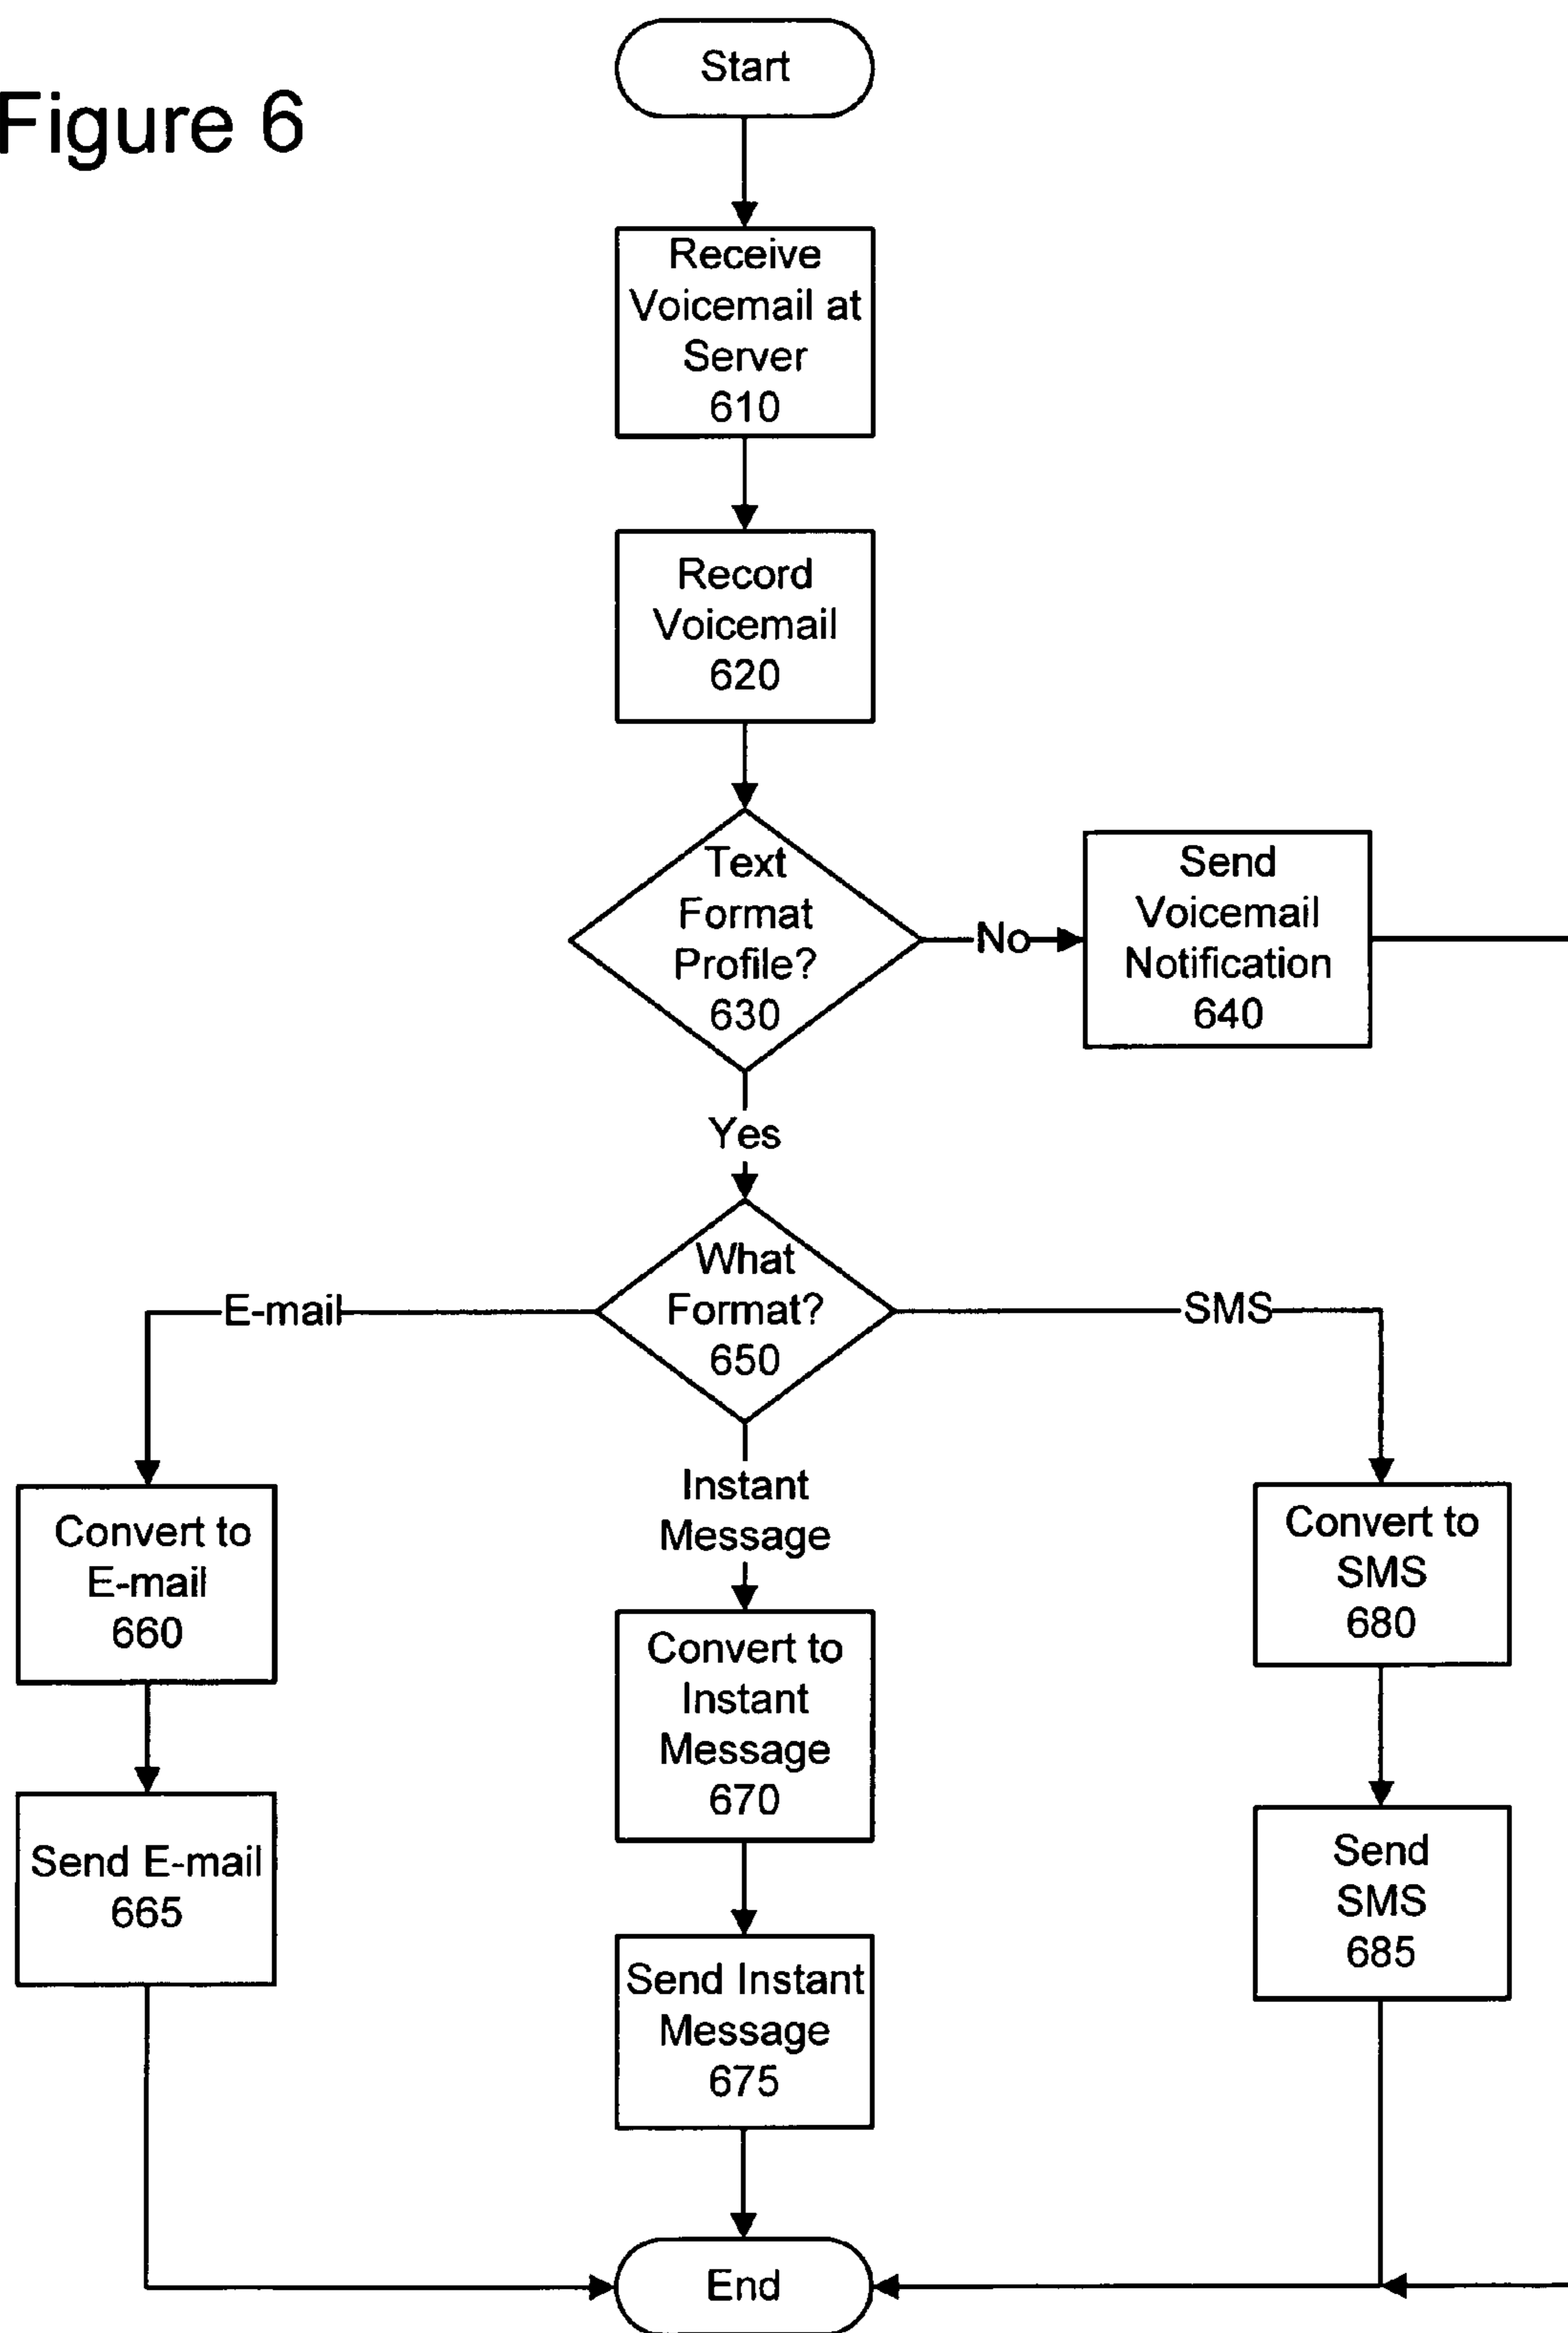 Figure 6
Start
Receive
Voicemail at
Server
610
Record
Voicemail
620
Text
Format
Profile?
630
No
Send
Voicemail
Notification
640
Yes
What
Format?
650
E-mail
SMS
Instant
Message
Convert to
E-mail
660
Convert to
Instant
Message
670
Convert to
SMS
680
Send E-mail
665
Send Instant
Message
675
Send
SMS
685
End